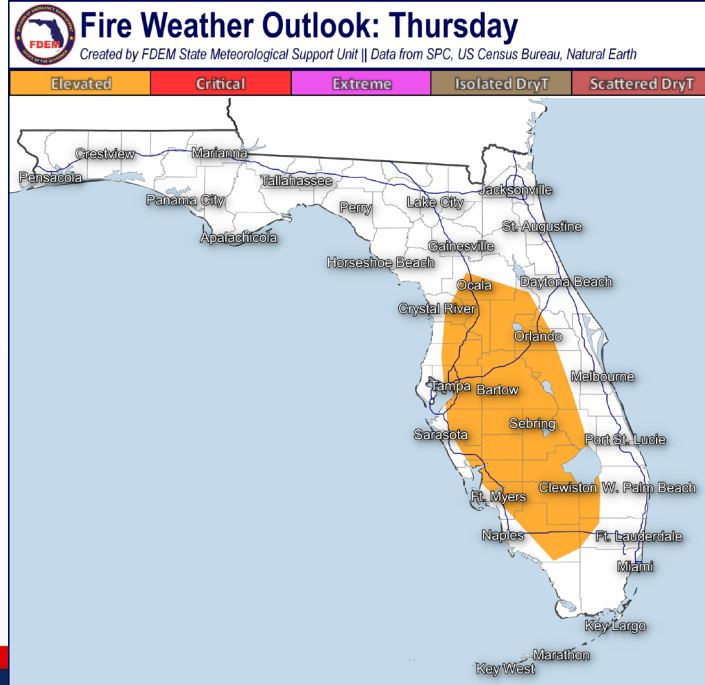 FDEM
Fire Weather Outlook: Thursday
Created by FDEM State Meteorological Support Unit || Data from SPC, US Census Bureau, Natural Earth
Elevated Critical Extreme Isolated DryT Scattered DryT
Crestview
Marianna
Pensacola
Tallahassee
Jacksonville
Panama City
Perry
Lake City
Apalachicola
St. Augustine
Gainesville
Horseshoe Beach
Ocala
Daytona Beach
Crystal River
Orlando
Tampa
Bartow
Melbourne
Sebring
Sarasota
Port St. Lucie
Ft. Myers
Clewiston
W. Palm Beach
Naples
Ft. Lauderdale
Miami
Key Largo
Marathon
Key West